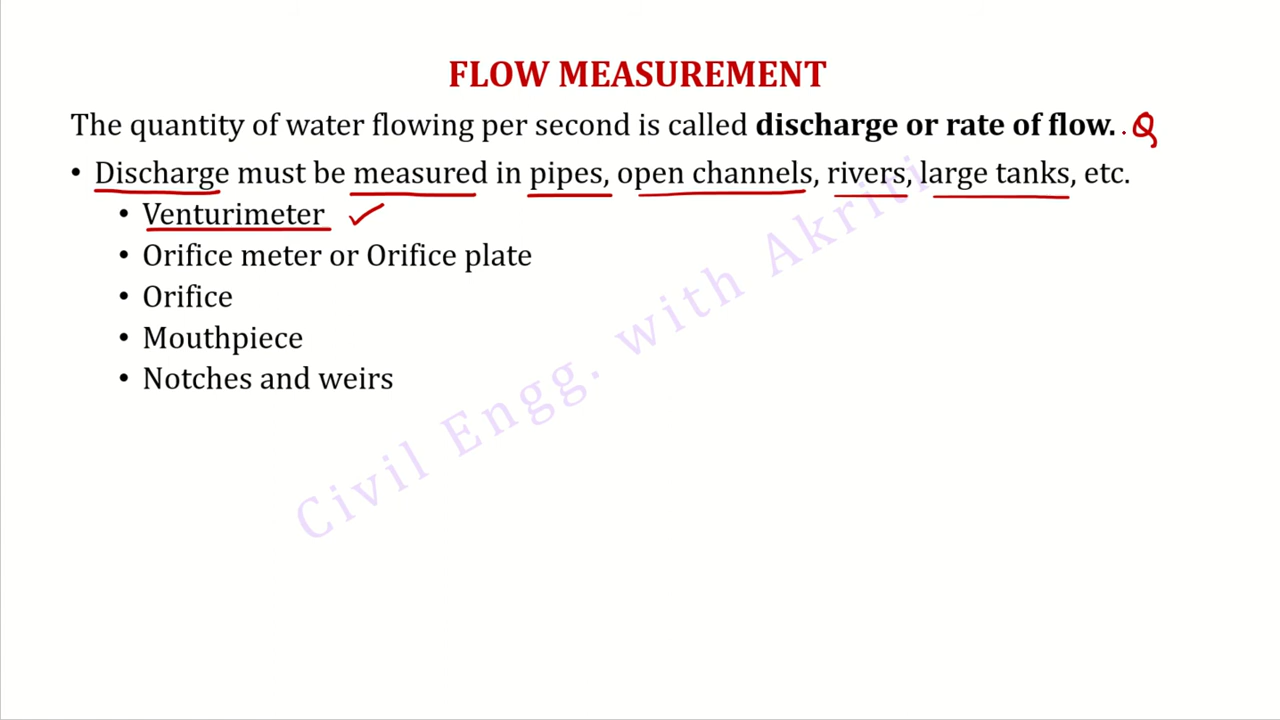 FLOW MEASUREMENT
The quantity of water flowing per second is called discharge or rate of flow. . Q
• Discharge must be measured in pipes, open channels, rivers, large tanks, etc.
• Venturimeter ✓
• Orifice meter or Orifice plate
• Orifice
• Mouthpiece
• Notches and weirs
Civil Engg. with Akriti